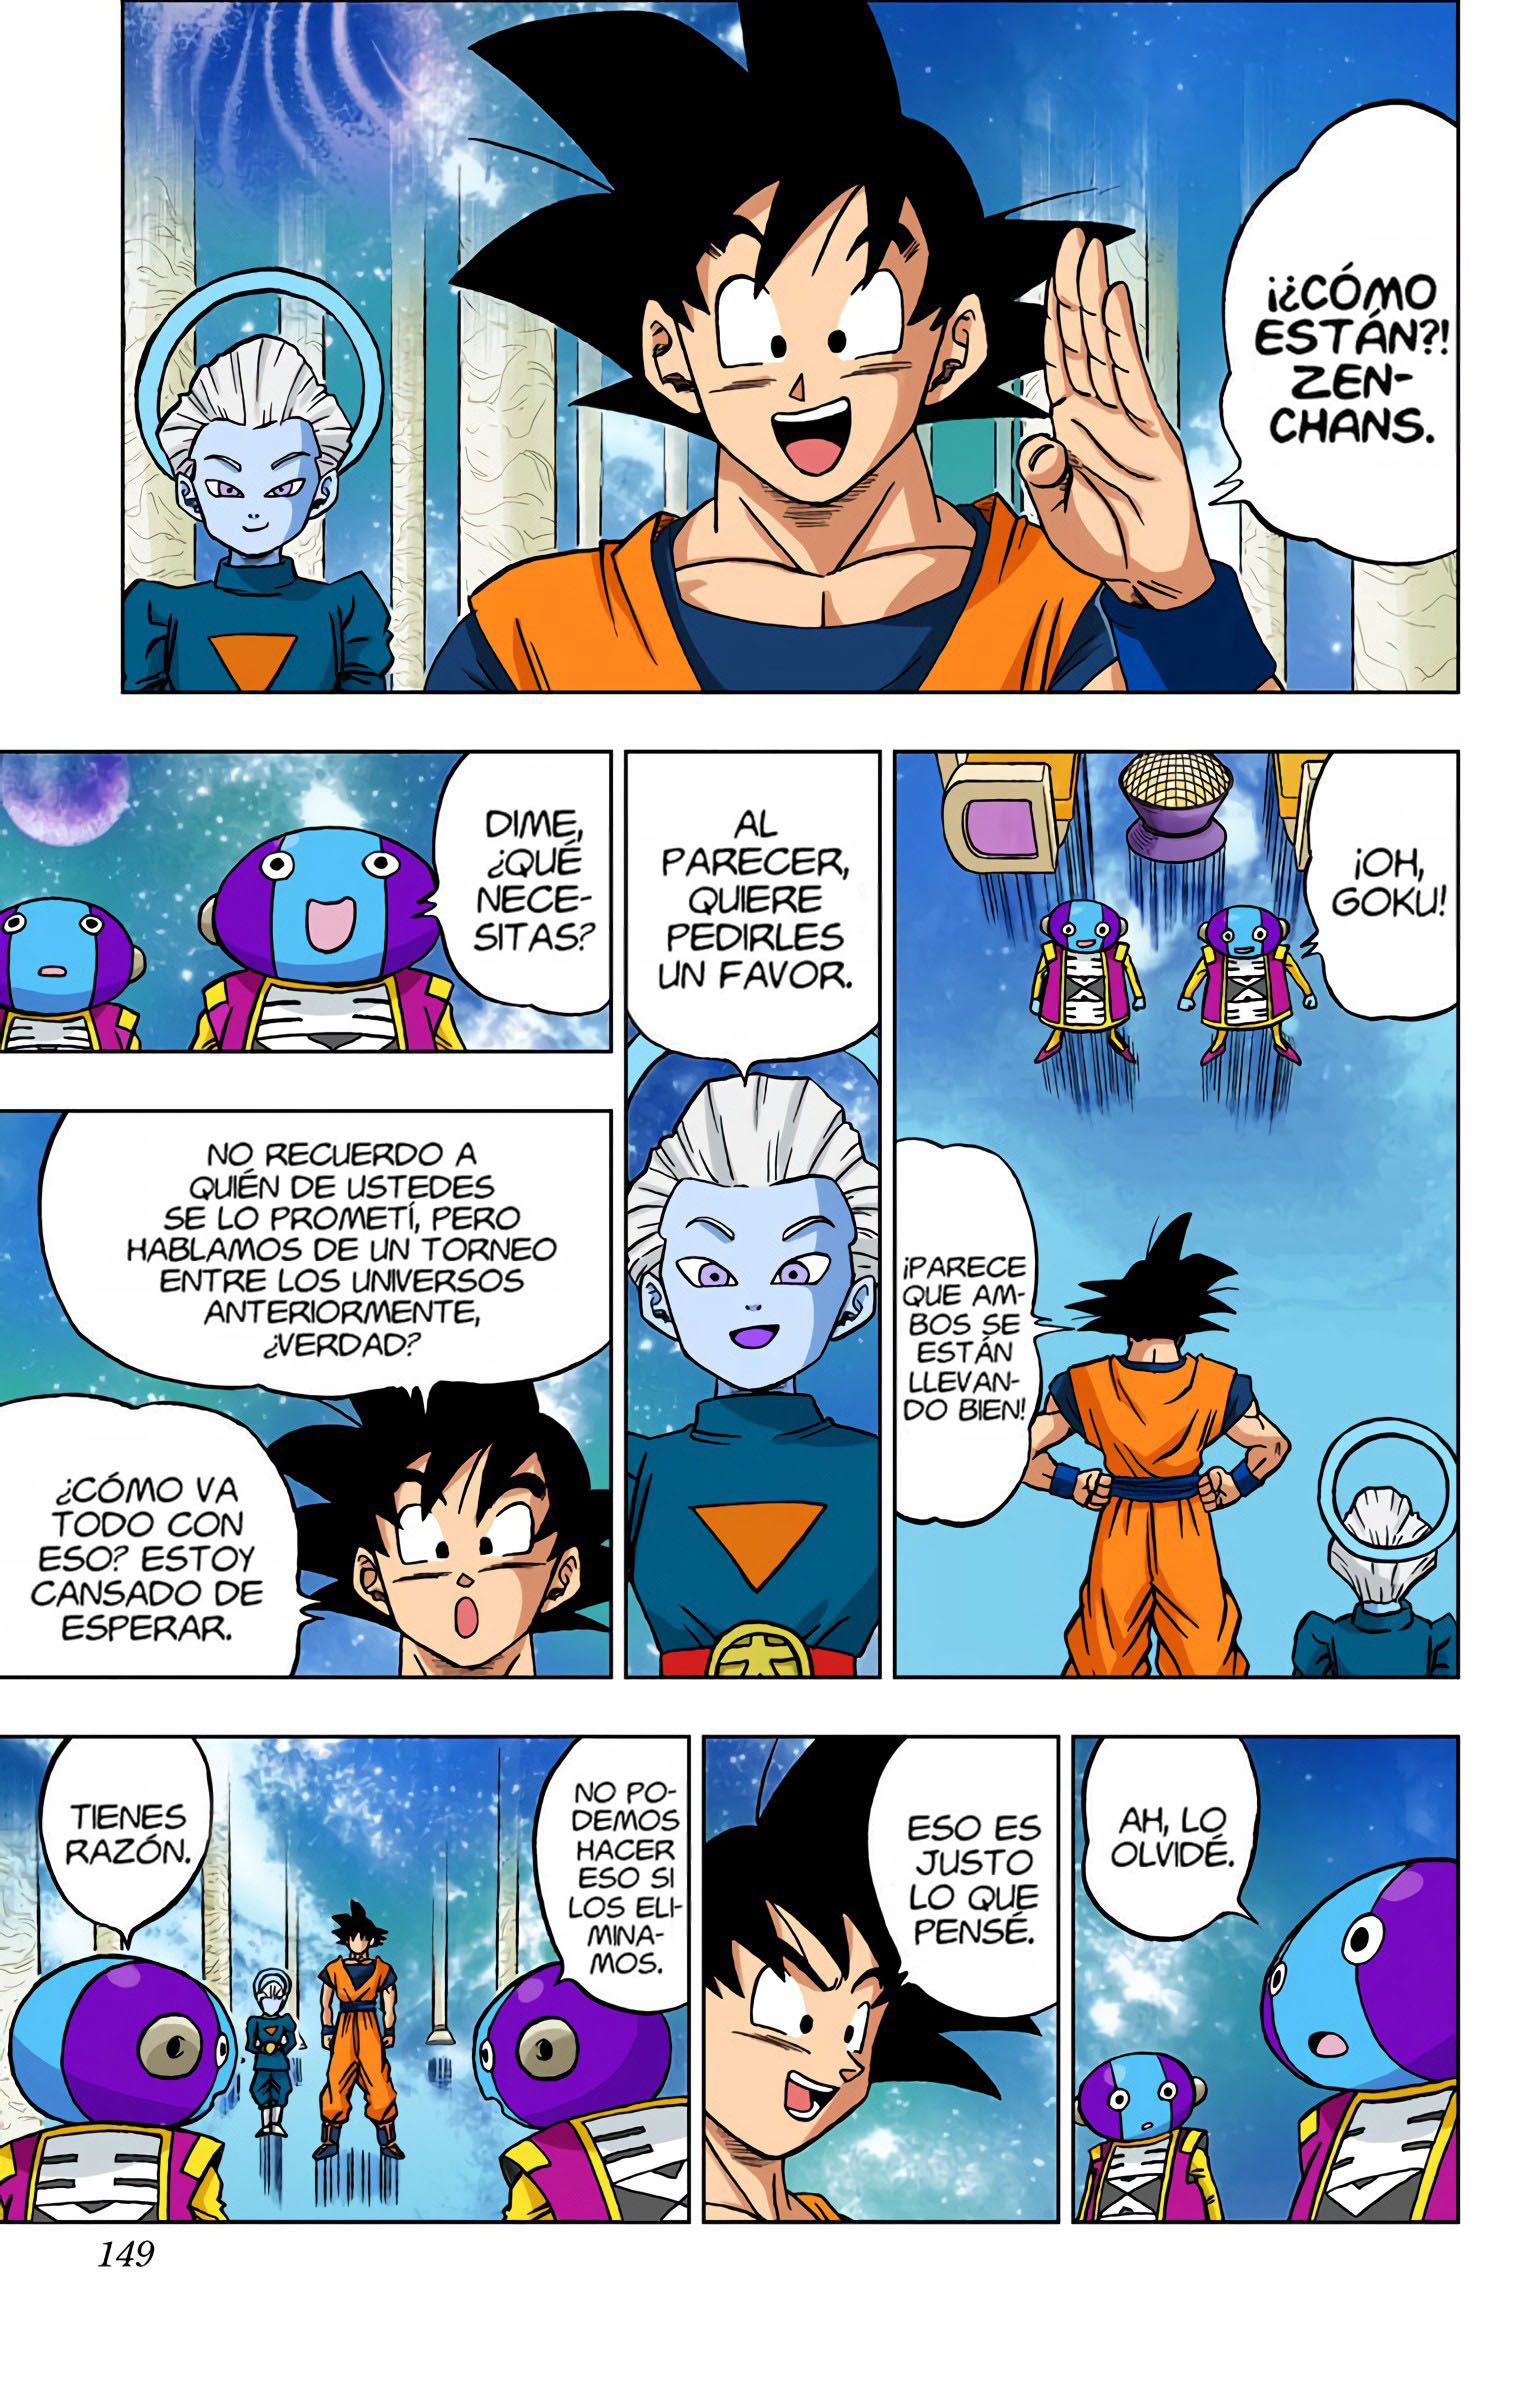 ¡¿CÓMO
ESTÁN?!
ZEN-
CHANS.
¡OH,
GOKU!
¡PARECE
QUE AM-
BOS SE
ESTÁN
LLEVAN-
DO BIEN!
AL
PARECER,
QUIERE
PEDIRLES
UN FAVOR.
DIME,
¿QUÉ
NECE-
SITAS?
NO RECUERDO A
QUIÉN DE USTEDES
SE LO PROMETÍ, PERO
HABLAMOS DE UN TORNEO
ENTRE LOS UNIVERSOS
ANTERIORMENTE,
¿VERDAD?
¿CÓMO VA
TODO CON
ESO? ESTOY
CANSADO DE
ESPERAR.
AH, LO
OLVIDÉ.
ESO ES
JUSTO
LO QUE
PENSÉ.
NO PO-
DEMOS
HACER
ESO SI
LOS ELI-
MINA-
MOS.
TIENES
RAZÓN.
149